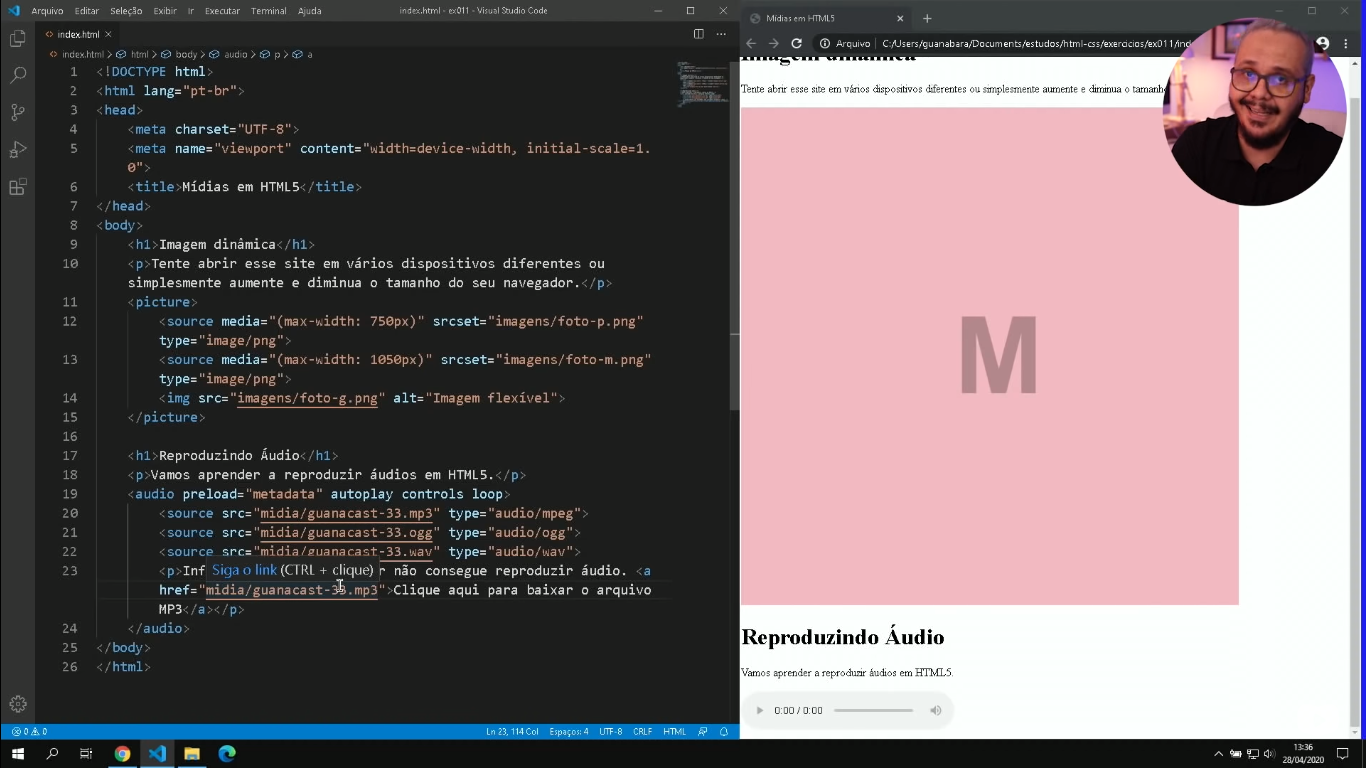 Arquivo Editar Seleção Exibir Ir Executar Terminal Ajuda index.html - ex011 - Visual Studio Code
index.html
index.html > html > body > audio > p > a
1 <!DOCTYPE html>
2 <html lang="pt-br">
3 <head>
4 <meta charset="UTF-8">
5 <meta name="viewport" content="width=device-width, initial-scale=1.
0">
6 <title>Mídias em HTML5</title>
7 </head>
8 <body>
9 <h1>Imagem dinâmica</h1>
10 <p>Tente abrir esse site em vários dispositivos diferentes ou
simplesmente aumente e diminua o tamanho do seu navegador.</p>
11 <picture>
12 <source media="(max-width: 750px)" srcset="imagens/foto-p.png"
type="image/png">
13 <source media="(max-width: 1050px)" srcset="imagens/foto-m.png"
type="image/png">
14 <img src="imagens/foto-g.png" alt="Imagem flexível">
15 </picture>
16
17 <h1>Reproduzindo Áudio</h1>
18 <p>Vamos aprender a reproduzir áudios em HTML5.</p>
19 <audio preload="metadata" autoplay controls loop>
20 <source src="midia/guanacast-33.mp3" type="audio/mpeg">
21 <source src="midia/guanacast-33.ogg" type="audio/ogg">
22 <source src="midia/guanacast-33.wav" type="audio/wav">
Siga o link (CTRL + clique)
23 <p>Inf r não consegue reproduzir áudio. <a
href="midia/guanacast-33.mp3">Clique aqui para baixar o arquivo
MP3</a></p>
24 </audio>
25 </body>
26 </html>
0 0 Ln 23, 114 Col Espaços: 4 UTF-8 CRLF HTML
Mídias em HTML5
Arquivo C:/Users/guanabara/Documents/estudos/html-css/exercicios/ex011/ind
Imagem dinâmica
Tente abrir esse site em vários dispositivos diferentes ou simplesmente aumente e diminua o tamanho
M
Reproduzindo Áudio
Vamos aprender a reproduzir áudios em HTML5.
0:00 / 0:00
13:36
28/04/2020